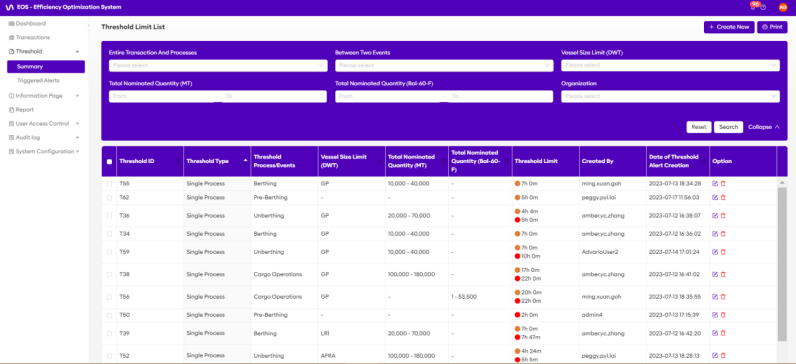 EOS - Efficiency Optimization System
96
AD
Dashboard
Transactions
Threshold
Summary
Triggered Alerts
Information Page
Report
User Access Control
Audit log
System Configuration
Threshold Limit List
+ Create Now
Print
Entire Transaction And Processes
Between Two Events
Vessel Size Limit (DWT)
Please select
Please select
Please select
Total Nominated Quantity (MT)
Total Nominated Quantity (Bal-60-F)
Organization
From - To
From - To
Please select
Reset
Search
Collapse
Threshold ID Threshold Type Threshold Process/Events Vessel Size Limit (DWT) Total Nominated Quantity (MT) Total Nominated Quantity (Bal-60-F) Threshold Limit Created By Date of Threshold Alert Creation Option
T55 Single Process Berthing GP 10,000 - 40,000 - 7h 0m ming.xuan.goh 2023-07-13 18:34:28
T62 Single Process Pre-Berthing - - - 5h 0m peggy.pyl.lai 2023-07-17 11:56:03
T36 Single Process Unberthing GP 20,000 - 70,000 - 4h 4m 5h 0m amber.yc.zhang 2023-07-12 16:38:07
T34 Single Process Berthing GP 10,000 - 40,000 - 7h 0m amber.yc.zhang 2023-07-12 16:36:02
T59 Single Process Unberthing GP 10,000 - 40,000 - 7h 0m 10h 0m AdvarioUser2 2023-07-14 17:01:24
T38 Single Process Cargo Operations GP 100,000 - 180,000 - 17h 0m 22h 0m amber.yc.zhang 2023-07-12 16:41:02
T56 Single Process Cargo Operations GP - 1 - 53,500 20h 0m 22h 0m ming.xuan.goh 2023-07-13 18:35:55
T50 Single Process Pre-Berthing - - - 2h 0m admin4 2023-07-13 17:15:39
T39 Single Process Berthing LR1 20,000 - 70,000 - 7h 0m 7h 47m amber.yc.zhang 2023-07-12 16:42:20
T52 Single Process Unberthing AFRA 100,000 - 180,000 - 4h 24m 5h 5m peggy.pyl.lai 2023-07-13 18:28:13